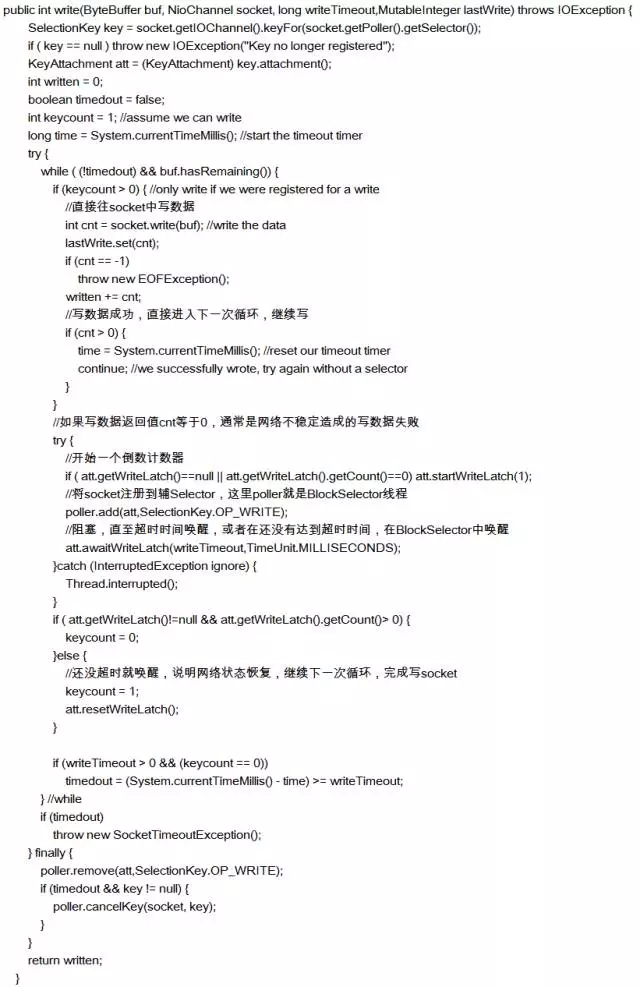 public int write(ByteBuffer buf, NioChannel socket, long writeTimeout,MutableInteger lastWrite) throws IOException {
SelectionKey key = socket.getIOChannel().keyFor(socket.getPoller().getSelector());
if ( key == null ) throw new IOException("Key no longer registered");
KeyAttachment att = (KeyAttachment) key.attachment();
int written = 0;
boolean timedout = false;
int keycount = 1; //assume we can write
long time = System.currentTimeMillis(); //start the timeout timer
try {
while ( (!timedout) && buf.hasRemaining()) {
if (keycount > 0) { //only write if we were registered for a write
//直接往socket中写数据
int cnt = socket.write(buf); //write the data
lastWrite.set(cnt);
if (cnt == -1)
throw new EOFException();
written += cnt;
//写数据成功，直接进入下一次循环，继续写
if (cnt > 0) {
time = System.currentTimeMillis(); //reset our timeout timer
continue; //we successfully wrote, try again without a selector
}
}
//如果写数据返回值cnt等于0，通常是网络不稳定造成的写数据失败
try {
//开始一个倒数计数器
if ( att.getWriteLatch()==null || att.getWriteLatch().getCount()==0) att.startWriteLatch(1);
//将socket注册到辅Selector，这里poller就是BlockSelector线程
poller.add(att,SelectionKey.OP_WRITE);
//阻塞，直至超时时间唤醒，或者在还没有达到超时时间，在BlockSelector中唤醒
att.awaitWriteLatch(writeTimeout,TimeUnit.MILLISECONDS);
}catch (InterruptedException ignore) {
Thread.interrupted();
}
if ( att.getWriteLatch()!=null && att.getWriteLatch().getCount()> 0) {
keycount = 0;
}else {
//还没超时就唤醒，说明网络状态恢复，继续下一次循环，完成写socket
keycount = 1;
att.resetWriteLatch();
}
if (writeTimeout > 0 && (keycount == 0))
timedout = (System.currentTimeMillis() - time) >= writeTimeout;
} //while
if (timedout)
throw new SocketTimeoutException();
} finally {
poller.remove(att,SelectionKey.OP_WRITE);
if (timedout && key != null) {
poller.cancelKey(socket, key);
}
}
return written;
}